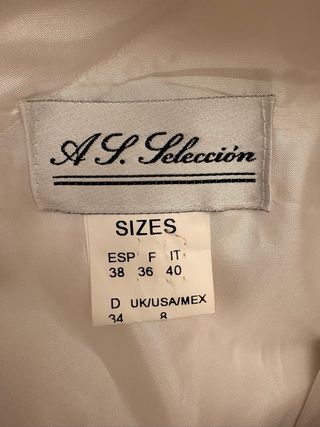 A S. Selección
SIZES
ESP F IT
38 36 40
D UK/USA/MEX
34 8